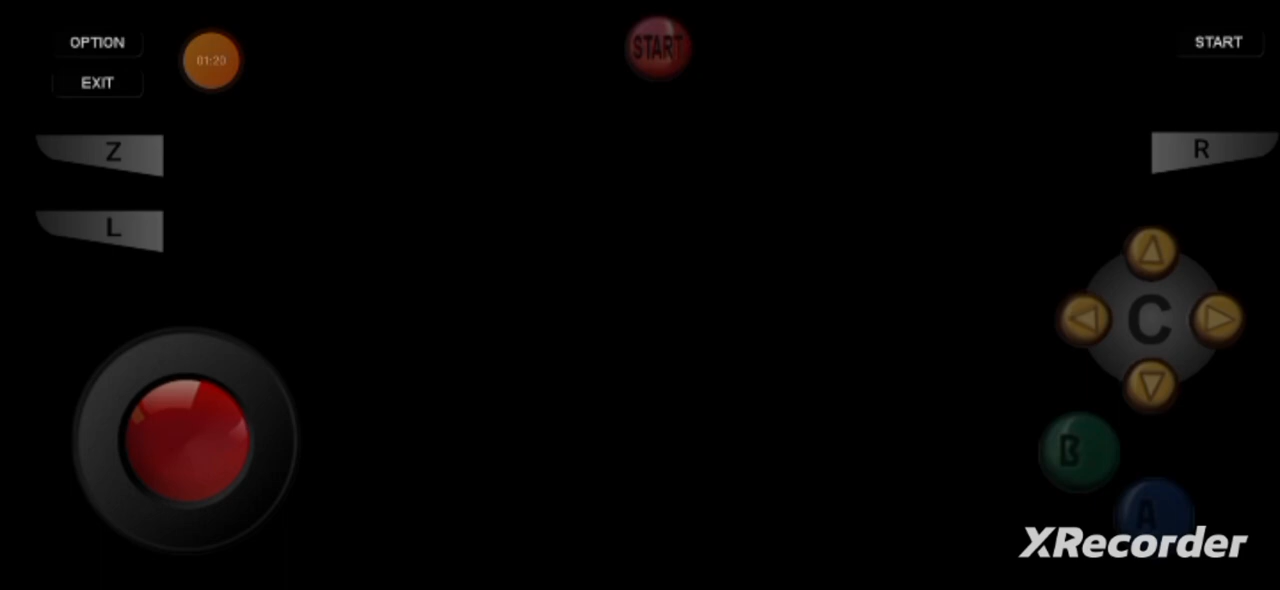 OPTION
01:20
START
START
EXIT
Z
R
L
C
B
A
XRecorder